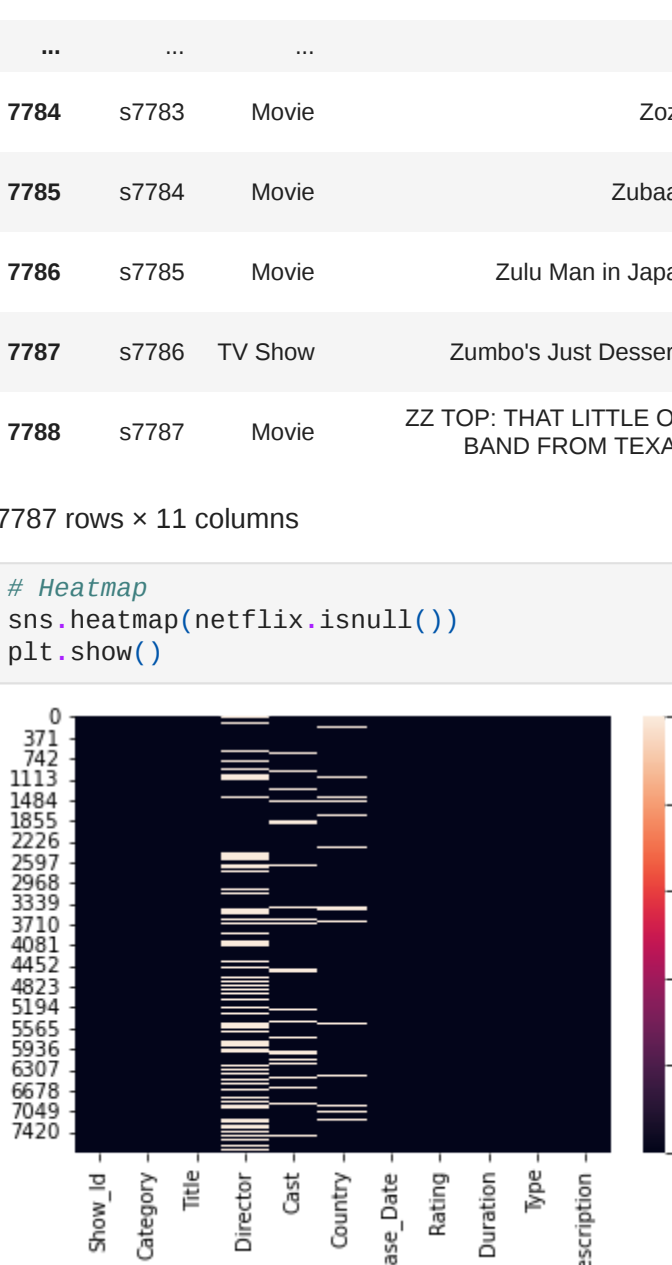 ... ... ...
7784 s7783 Movie Zoz
7785 s7784 Movie Zubaa
7786 s7785 Movie Zulu Man in Japa
7787 s7786 TV Show Zumbo's Just Desser
7788 s7787 Movie ZZ TOP: THAT LITTLE O
BAND FROM TEXA
7787 rows × 11 columns
# Heatmap
sns.heatmap(netflix.isnull())
plt.show()
0
371
742
1113
1484
1855
2226
2597
2968
3339
3710
4081
4452
4823
5194
5565
5936
6307
6678
7049
7420
Show_Id
Category
Title
Director
Cast
Country
ase_Date
Rating
Duration
Type
escription